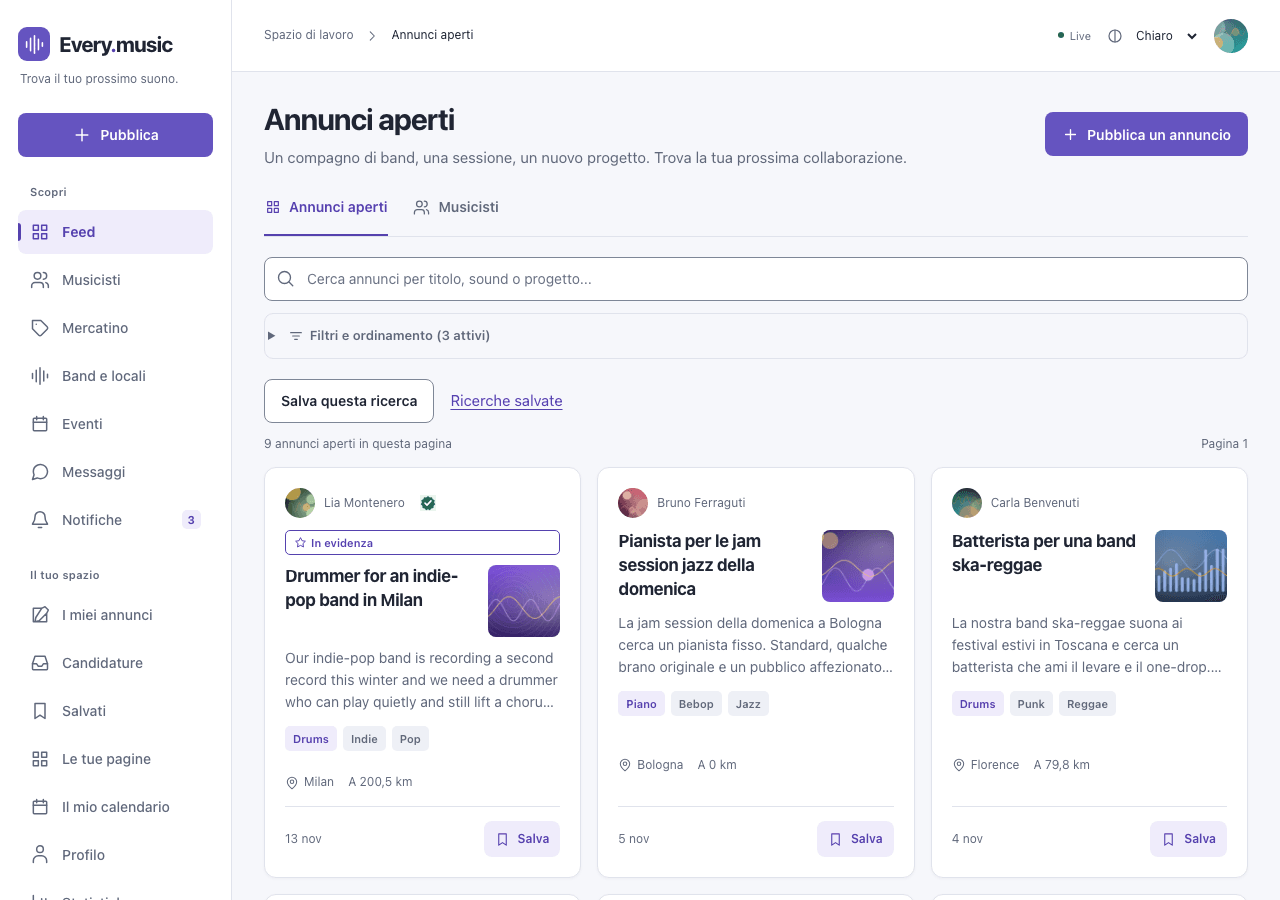 Every.music
Trova il tuo prossimo suono.
Pubblica
Scopri
Feed
Musicisti
Mercatino
Band e locali
Eventi
Messaggi
Notifiche 3
Il tuo spazio
I miei annunci
Candidature
Salvati
Le tue pagine
Il mio calendario
Profilo
Spazio di lavoro > Annunci aperti
Live
Chiaro
Annunci aperti
Un compagno di band, una sessione, un nuovo progetto. Trova la tua prossima collaborazione.
Pubblica un annuncio
Annunci aperti
Musicisti
Cerca annunci per titolo, sound o progetto...
Filtri e ordinamento (3 attivi)
Salva questa ricerca
Ricerche salvate
9 annunci aperti in questa pagina
Pagina 1
Lia Montenero
In evidenza
Drummer for an indie-
pop band in Milan
Our indie-pop band is recording a second
record this winter and we need a drummer
who can play quietly and still lift a choru…
Drums Indie Pop
Milan A 200,5 km
13 nov
Salva
Bruno Ferraguti
Pianista per le jam
session jazz della
domenica
La jam session della domenica a Bologna
cerca un pianista fisso. Standard, qualche
brano originale e un pubblico affezionato…
Piano Bebop Jazz
Bologna A 0 km
5 nov
Salva
Carla Benvenuti
Batterista per una band
ska-reggae
La nostra band ska-reggae suona ai
festival estivi in Toscana e cerca un
batterista che ami il levare e il one-drop.…
Drums Punk Reggae
Florence A 79,8 km
4 nov
Salva